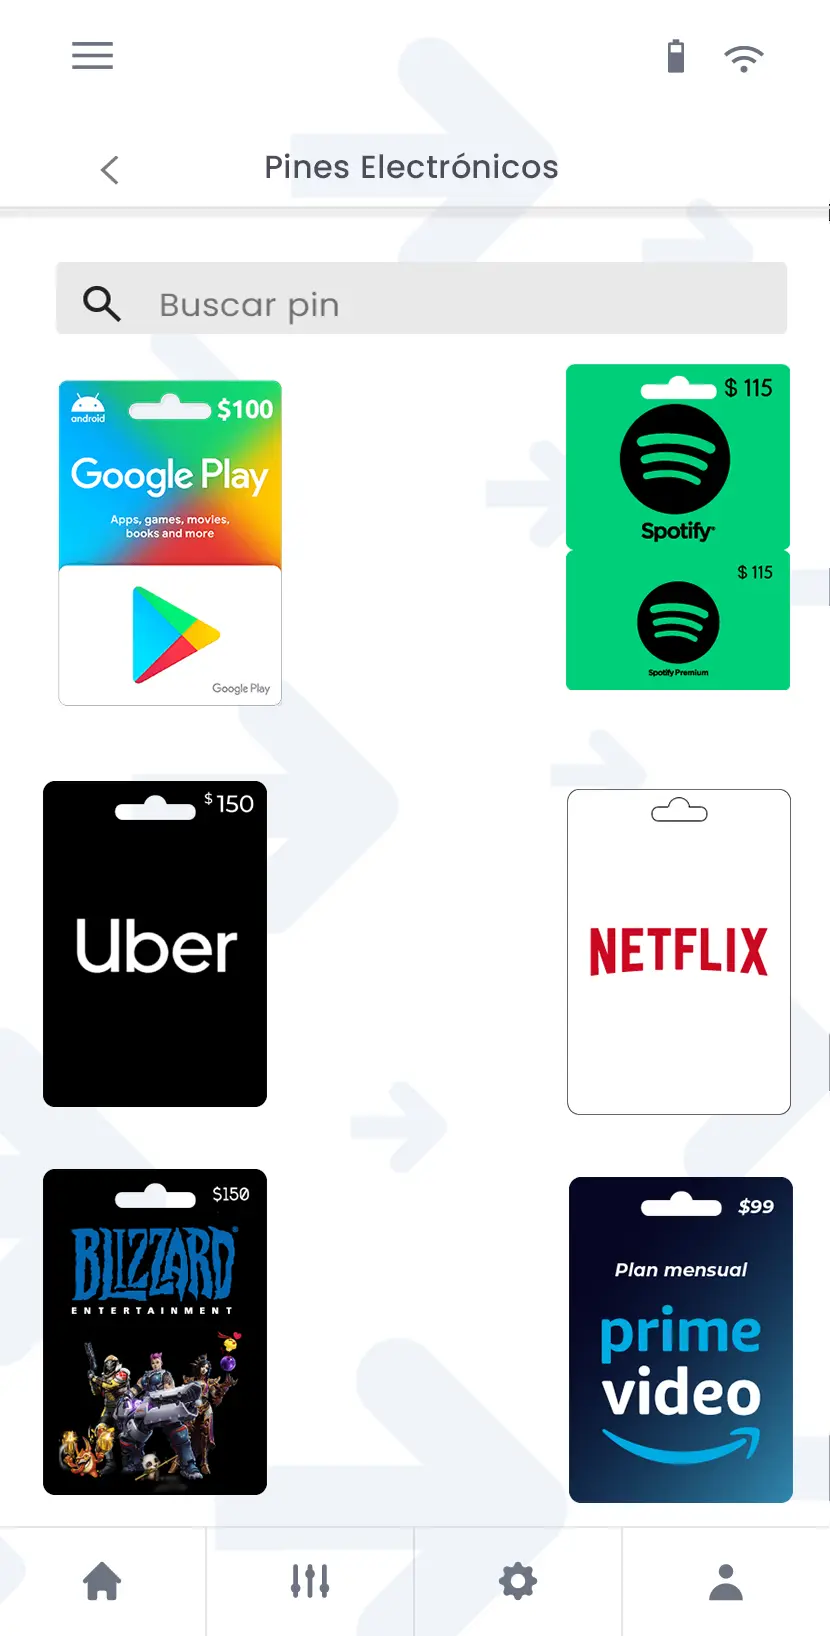 Pines Electrónicos
Buscar pin
android
$100
Google Play
Apps, games, movies,
books and more
Google Play
$ 115
Spotify
$ 115
Spotify Premium
$150
Uber
NETFLIX
$150
BLIZZARD
ENTERTAINMENT
$99
Plan mensual
prime
video